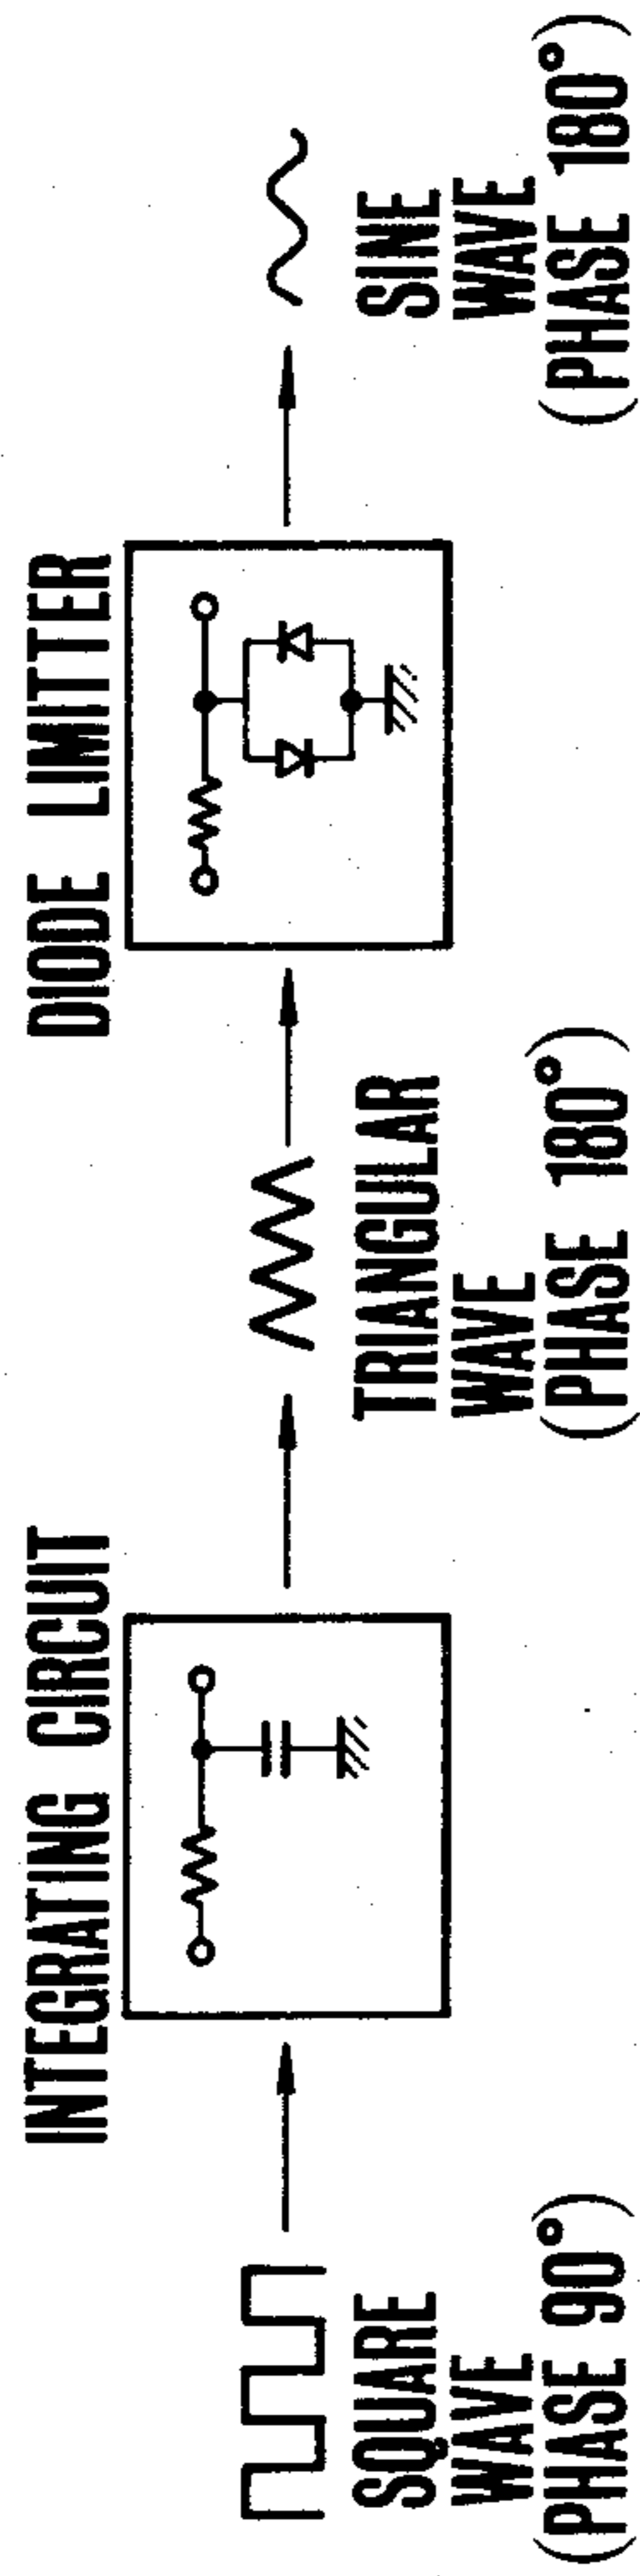 SQUARE
WAVE
(PHASE 90°)
INTEGRATING CIRCUIT
TRIANGULAR
WAVE
(PHASE 180°)
DIODE LIMITTER
SINE
WAVE
(PHASE 180°)